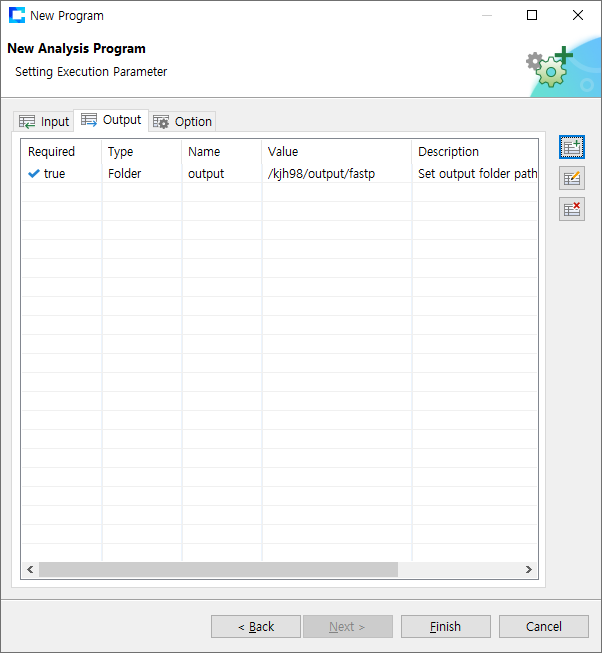 New Program
New Analysis Program
Setting Execution Parameter
Input Output Option
Required Type Name Value Description
true Folder output /kjh98/output/fastp Set output folder path
< Back Next > Finish Cancel